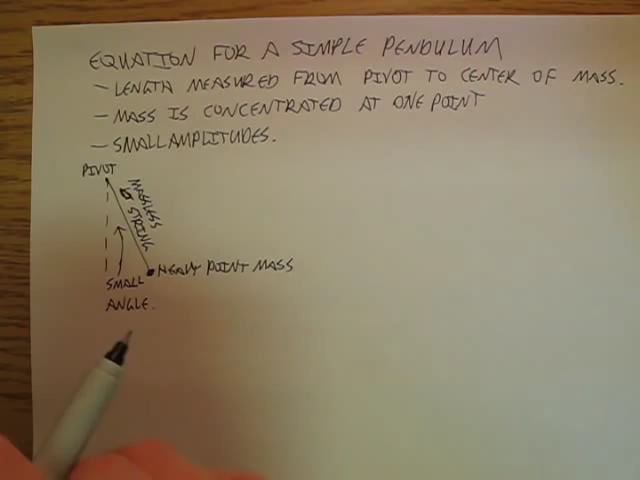 EQUATION FOR A SIMPLE PENDULUM
- LENGTH MEASURED FROM PIVOT TO CENTER OF MASS.
- MASS IS CONCENTRATED AT ONE POINT
- SMALL AMPLITUDES.
PIVOT
MASSLESS
STRING
HEAVY POINT MASS
SMALL
ANGLE.